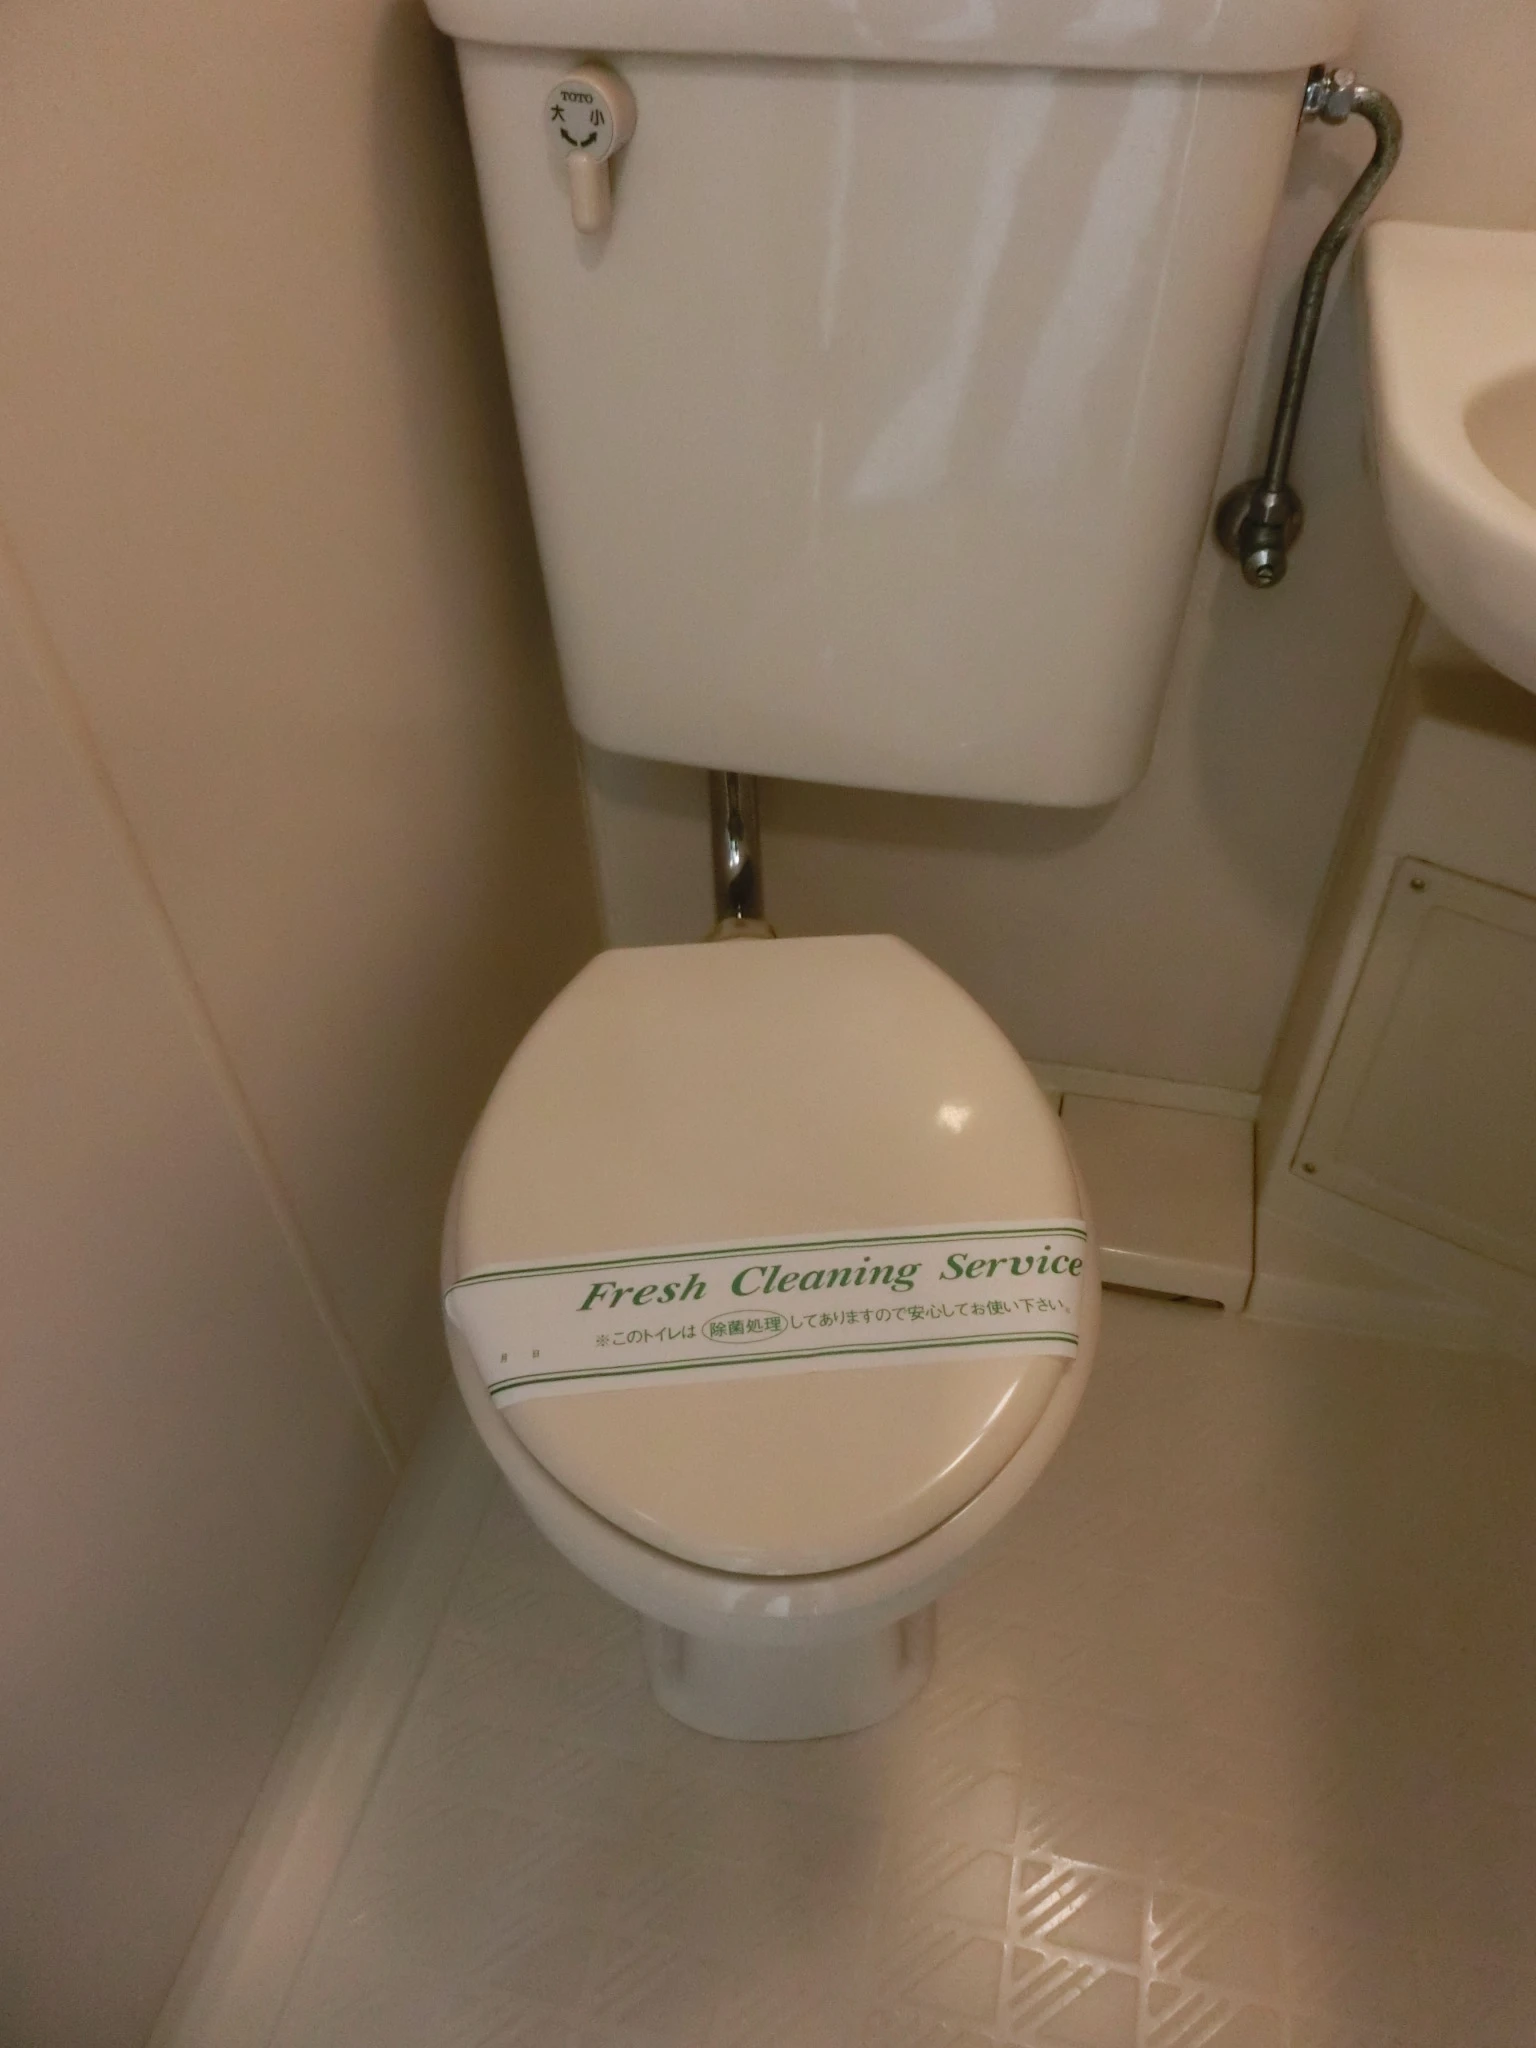 TOTO
大 小
Fresh Cleaning Service
※このトイレは除菌処理してありますので安心してお使い下さい。
月 日